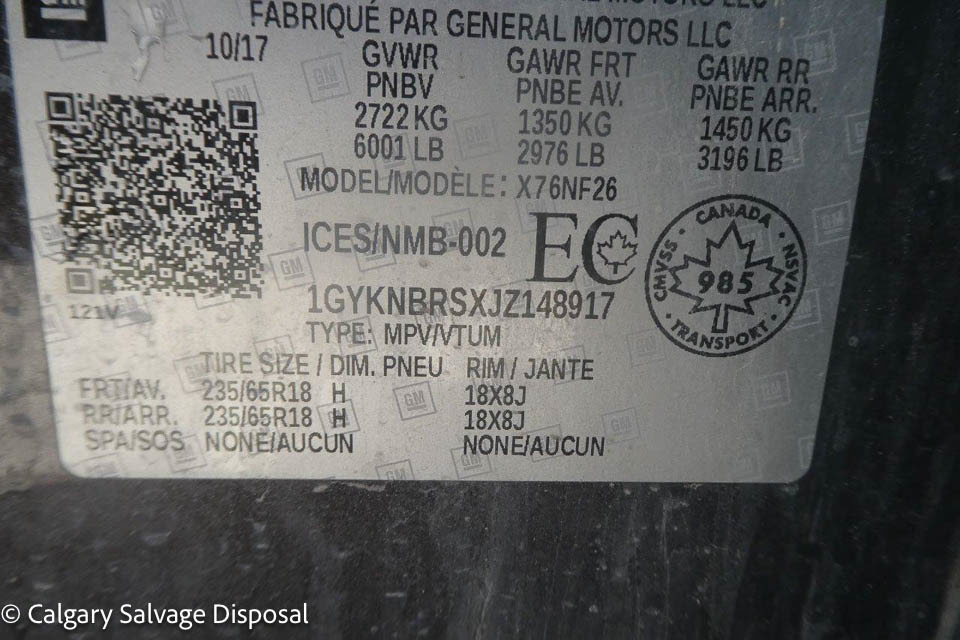 FABRIQUÉ PAR GENERAL MOTORS LLC
10/17 GVWR GAWR FRT GAWR RR
PNBV PNBE AV. PNBE ARR.
2722 KG 1350 KG 1450 KG
6001 LB 2976 LB 3196 LB
MODEL/MODÈLE: X76NF26
ICES/NMB-002 EC
CANADA
CMVSS 985 NSVAC
TRANSPORT
1GYKNBRSXJZ148917
121V
TYPE: MPV/VTUM
TIRE SIZE / DIM. PNEU RIM / JANTE
FRT/AV. 235/65R18 H 18X8J
RR/ARR. 235/65R18 H 18X8J
SPA/SOS NONE/AUCUN NONE/AUCUN
© Calgary Salvage Disposal